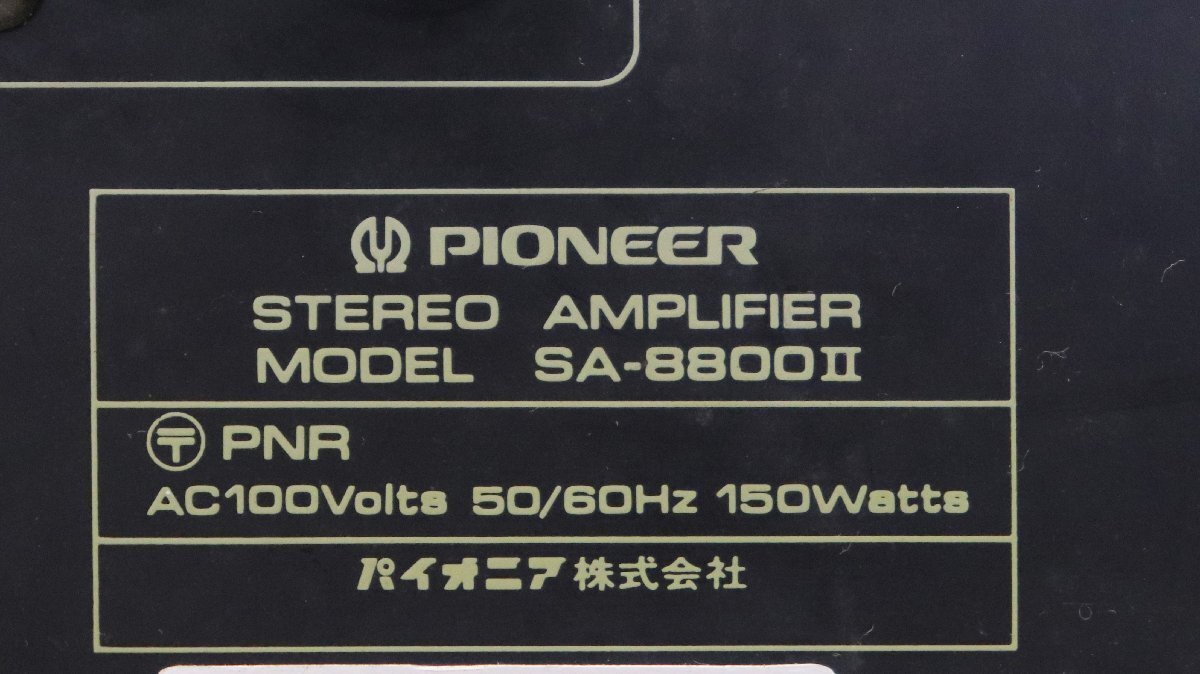 PIONEER
STEREO AMPLIFIER
MODEL SA-8800II
〶 PNR
AC100Volts 50/60Hz 150Watts
パイオニア株式会社